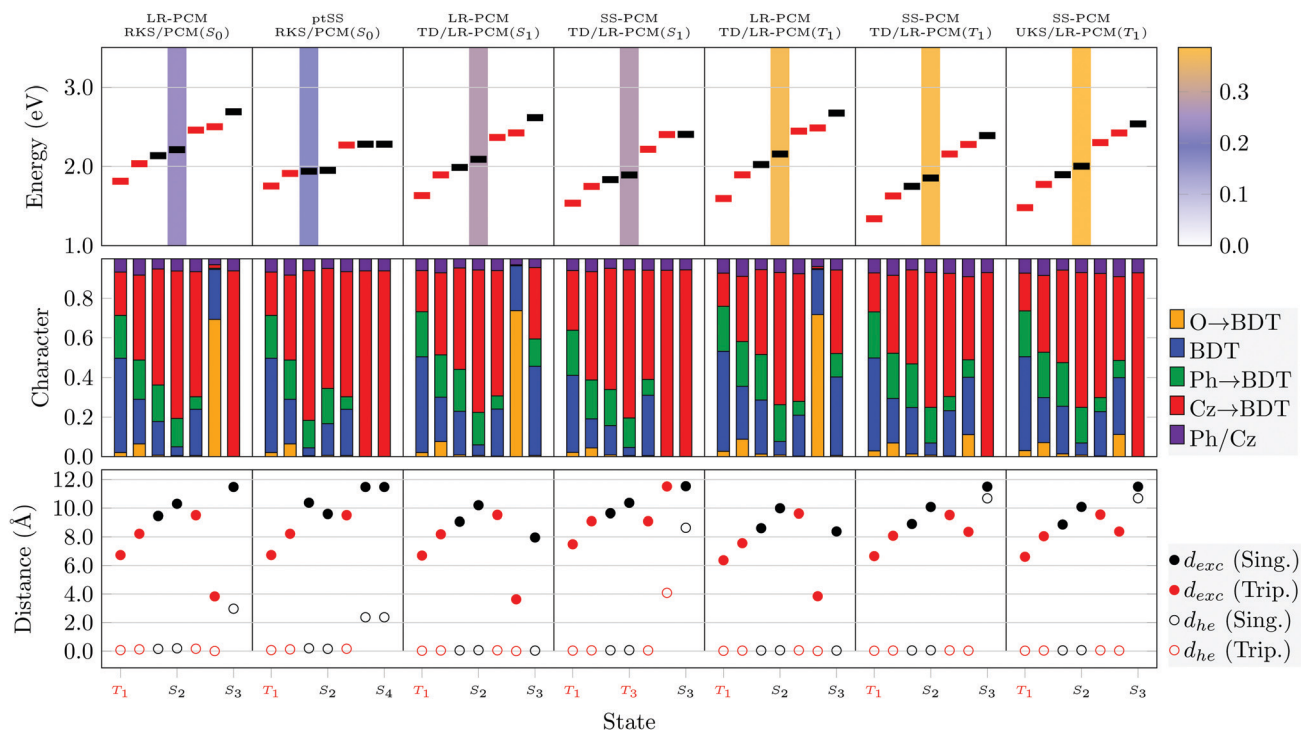 LR-PCM ptSS LR-PCM SS-PCM LR-PCM SS-PCM SS-PCM
RKS/PCM(S₀) RKS/PCM(S₀) TD/LR-PCM(S₁) TD/LR-PCM(S₁) TD/LR-PCM(T₁) TD/LR-PCM(T₁) UKS/LR-PCM(T₁)
Energy (eV)
3.0
2.0
1.0
0.3
0.2
0.1
0.0
Character
0.8
0.6
0.4
0.2
0.0
O→BDT
BDT
Ph→BDT
Cz→BDT
Ph/Cz
Distance (Å)
12.0
10.0
8.0
6.0
4.0
2.0
0.0
d_exc (Sing.)
d_exc (Trip.)
d_he (Sing.)
d_he (Trip.)
T₁ S₂ S₃ T₁ S₂ S₄ T₁ S₂ S₃ T₁ T₃ S₃ T₁ S₂ S₃ T₁ S₂ S₃ T₁ S₂ S₃
State